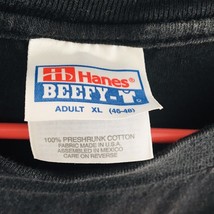 Hanes
BEEFY-T
ADULT XL (46-48)
100% PRESHRUNK COTTON
FABRIC MADE IN U.S.A.
ASSEMBLED IN MEXICO
CARE ON REVERSE